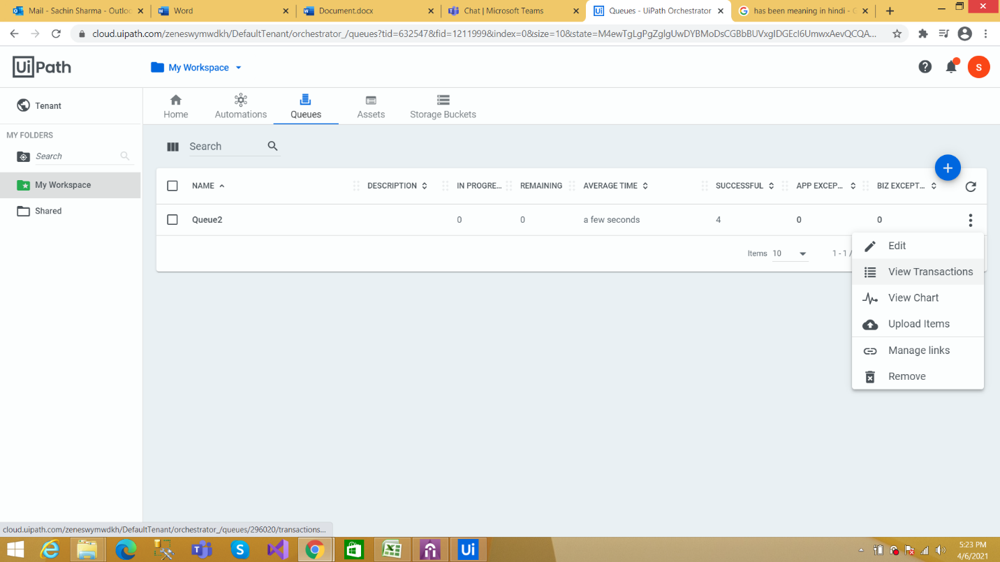 Mail - Sachin Sharma - Outloo
Word
Document.docx
Chat | Microsoft Teams
Queues - UiPath Orchestrator
has been meaning in hindi - G
cloud.uipath.com/zeneswymwdkh/DefaultTenant/orchestrator_/queues?tid=632547&fid=1211999&index=0&size=10&state=M4ewTgLgPgZglgUwDYBMoDsCGBbBUVxgIDGEcl6UmwxAevQCQA...
UiPath
My Workspace
S
Tenant
Home
Automations
Queues
Assets
Storage Buckets
MY FOLDERS
Search
My Workspace
Shared
Search
NAME
DESCRIPTION
IN PROGRE...
REMAINING
AVERAGE TIME
SUCCESSFUL
APP EXCEP...
BIZ EXCEPT...
Queue2
0
0
a few seconds
4
0
0
Items 10
1 - 1 /
Edit
View Transactions
View Chart
Upload Items
Manage links
Remove
cloud.uipath.com/zeneswymwdkh/DefaultTenant/orchestrator_/queues/296020/transactions...
Ui
5:23 PM
4/6/2021